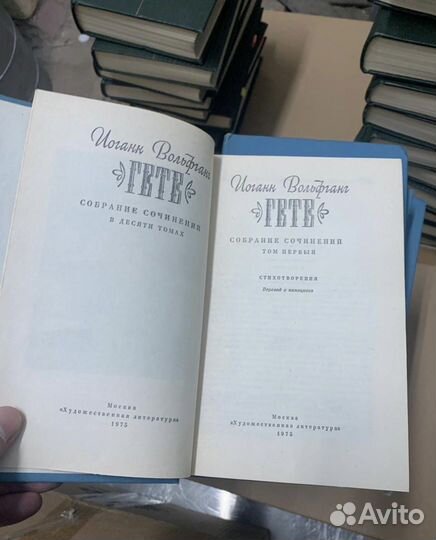 Иоганн Вольфганг
ГЕТЕ
СОБРАНИЕ СОЧИНЕНИЙ
В ДЕСЯТИ ТОМАХ
Москва
«Художественная литература»
1975
Иоганн Вольфганг
ГЕТЕ
СОБРАНИЕ СОЧИНЕНИЙ
ТОМ ПЕРВЫЙ
СТИХОТВОРЕНИЯ
Перевод с немецкого
Москва
«Художественная литература»
1975
Avito